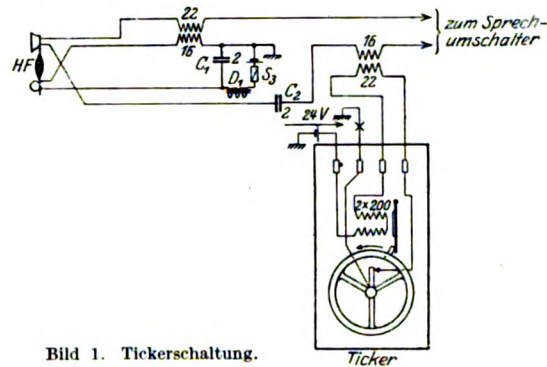 22
zum Sprech-
umschalter
16
HF
C₁ 2
S₃
D₁
C₂
2
16
22
24V
2×200
Bild 1. Tickerschaltung.
Ticker